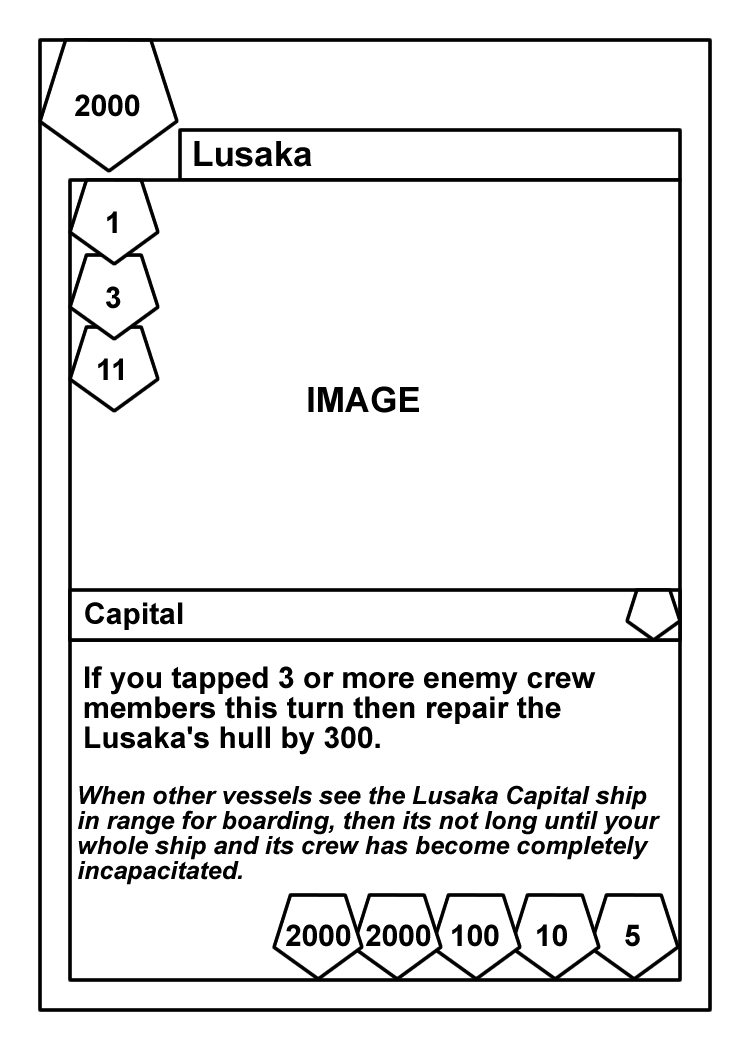 2000
Lusaka
1
3
11
IMAGE
Capital
If you tapped 3 or more enemy crew
members this turn then repair the
Lusaka's hull by 300.
When other vessels see the Lusaka Capital ship
in range for boarding, then its not long until your
whole ship and its crew has become completely
incapacitated.
2000 2000 100 10 5